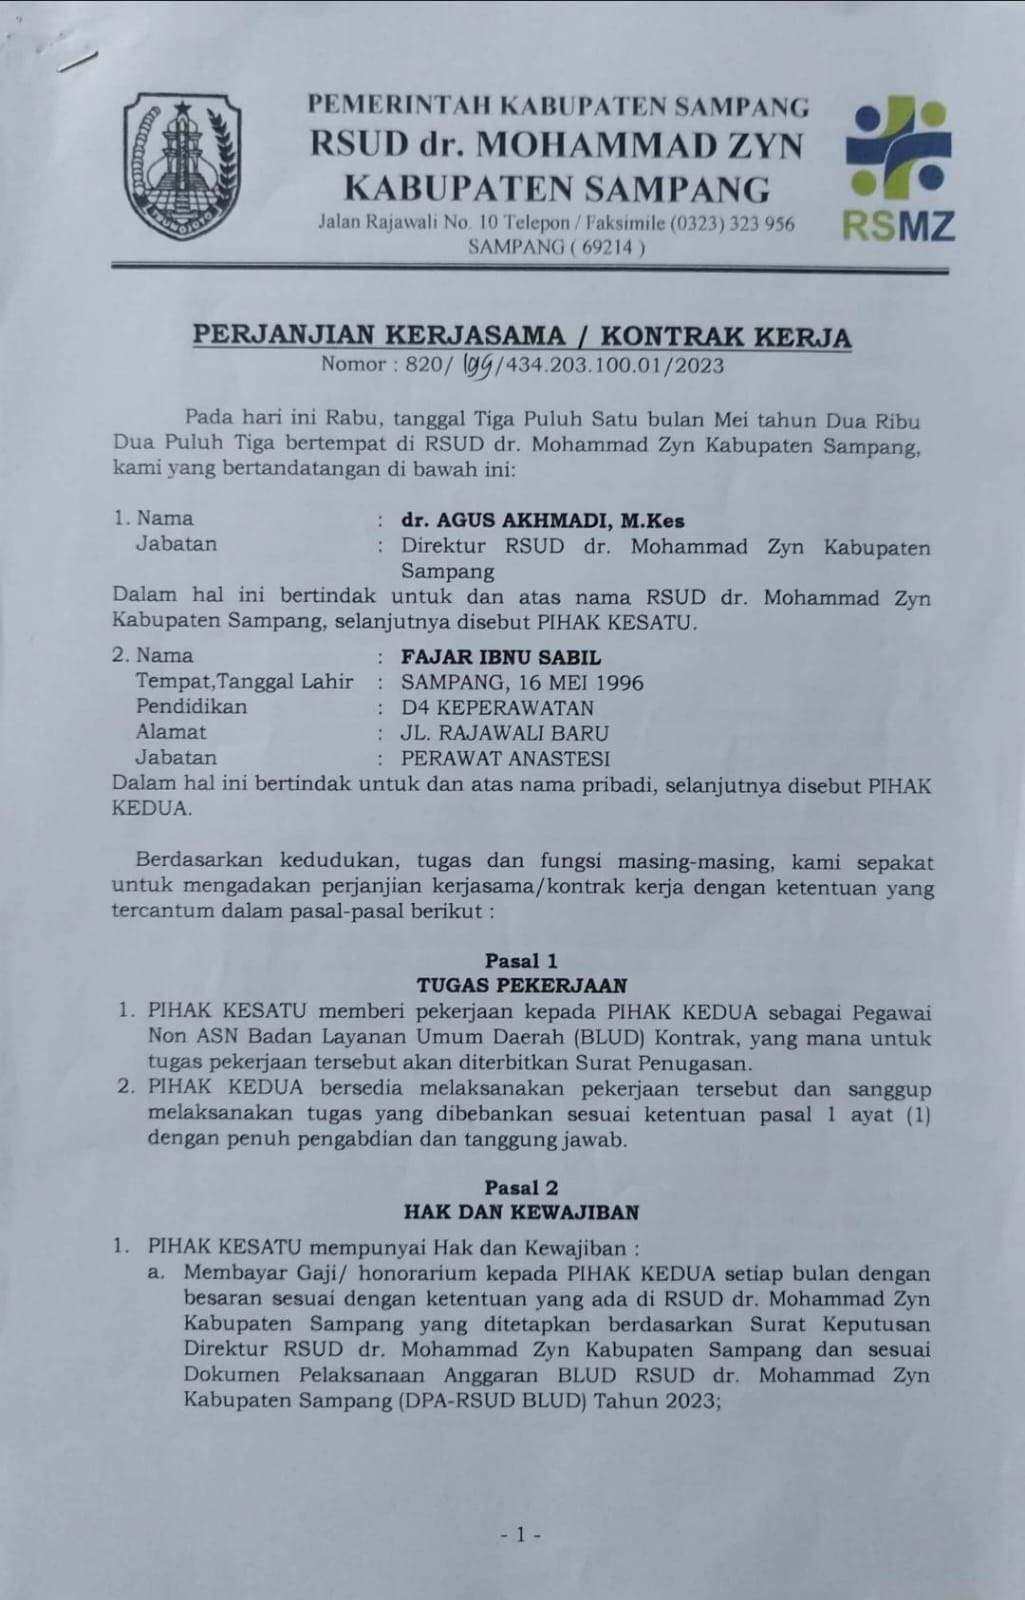 PEMERINTAH KABUPATEN SAMPANG
RSUD dr. MOHAMMAD ZYN
KABUPATEN SAMPANG
Jalan Rajawali No. 10 Telepon / Faksimile (0323) 323 956
SAMPANG ( 69214 )
RSMZ
PERJANJIAN KERJASAMA / KONTRAK KERJA
Nomor : 820/ /434.203.100.01/2023
Pada hari ini Rabu, tanggal Tiga Puluh Satu bulan Mei tahun Dua Ribu
Dua Puluh Tiga bertempat di RSUD dr. Mohammad Zyn Kabupaten Sampang,
kami yang bertandatangan di bawah ini:
1. Nama : dr. AGUS AKHMADI, M.Kes
Jabatan : Direktur RSUD dr. Mohammad Zyn Kabupaten
Sampang
Dalam hal ini bertindak untuk dan atas nama RSUD dr. Mohammad Zyn
Kabupaten Sampang, selanjutnya disebut PIHAK KESATU.
2. Nama : FAJAR IBNU SABIL
Tempat,Tanggal Lahir : SAMPANG, 16 MEI 1996
Pendidikan : D4 KEPERAWATAN
Alamat : JL. RAJAWALI BARU
Jabatan : PERAWAT ANASTESI
Dalam hal ini bertindak untuk dan atas nama pribadi, selanjutnya disebut PIHAK
KEDUA.
Berdasarkan kedudukan, tugas dan fungsi masing-masing, kami sepakat
untuk mengadakan perjanjian kerjasama/kontrak kerja dengan ketentuan yang
tercantum dalam pasal-pasal berikut :
Pasal 1
TUGAS PEKERJAAN
1. PIHAK KESATU memberi pekerjaan kepada PIHAK KEDUA sebagai Pegawai
Non ASN Badan Layanan Umum Daerah (BLUD) Kontrak, yang mana untuk
tugas pekerjaan tersebut akan diterbitkan Surat Penugasan.
2. PIHAK KEDUA bersedia melaksanakan pekerjaan tersebut dan sanggup
melaksanakan tugas yang dibebankan sesuai ketentuan pasal 1 ayat (1)
dengan penuh pengabdian dan tanggung jawab.
Pasal 2
HAK DAN KEWAJIBAN
1. PIHAK KESATU mempunyai Hak dan Kewajiban :
a. Membayar Gaji/ honorarium kepada PIHAK KEDUA setiap bulan dengan
besaran sesuai dengan ketentuan yang ada di RSUD dr. Mohammad Zyn
Kabupaten Sampang yang ditetapkan berdasarkan Surat Keputusan
Direktur RSUD dr. Mohammad Zyn Kabupaten Sampang dan sesuai
Dokumen Pelaksanaan Anggaran BLUD RSUD dr. Mohammad Zyn
Kabupaten Sampang (DPA-RSUD BLUD) Tahun 2023;
- 1 -